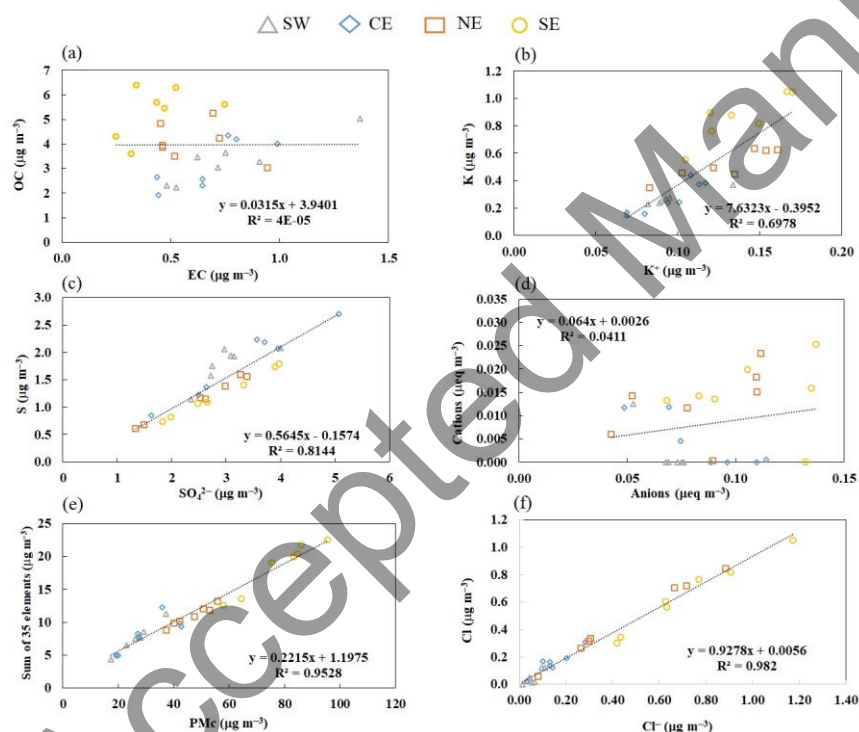 SW CE NE SE
(a)
7
6
5
4
3
2
1
0
OC (µg m⁻³)
y = 0.0315x + 3.9401
R² = 4E-05
0.0 0.5 1.0 1.5
EC (µg m⁻³)
(b)
1.2
1.0
0.8
0.6
0.4
0.2
0.0
K (µg m⁻³)
y = 7.6323x - 0.3952
R² = 0.6978
0.00 0.05 0.10 0.15 0.20
K⁺ (µg m⁻³)
(c)
3.0
2.5
2.0
1.5
1.0
0.5
0.0
S (µg m⁻³)
y = 0.5645x - 0.1574
R² = 0.8144
0 1 2 3 4 5 6
SO₄²⁻ (µg m⁻³)
(d)
0.035
0.030
0.025
0.020
0.015
0.010
0.005
0.000
Cations (µeq m⁻³)
y = 0.064x + 0.0026
R² = 0.0411
0.00 0.05 0.10 0.15
Anions (µeq m⁻³)
(e)
25
20
15
10
5
0
Sum of 35 elements (µg m⁻³)
y = 0.2215x + 1.1975
R² = 0.9528
0 20 40 60 80 100 120
PMc (µg m⁻³)
(f)
1.2
1.0
0.8
0.6
0.4
0.2
0.0
Cl (µg m⁻³)
y = 0.9278x + 0.0056
R² = 0.982
0.00 0.20 0.40 0.60 0.80 1.00 1.20 1.40
Cl⁻ (µg m⁻³)
Accepted Man